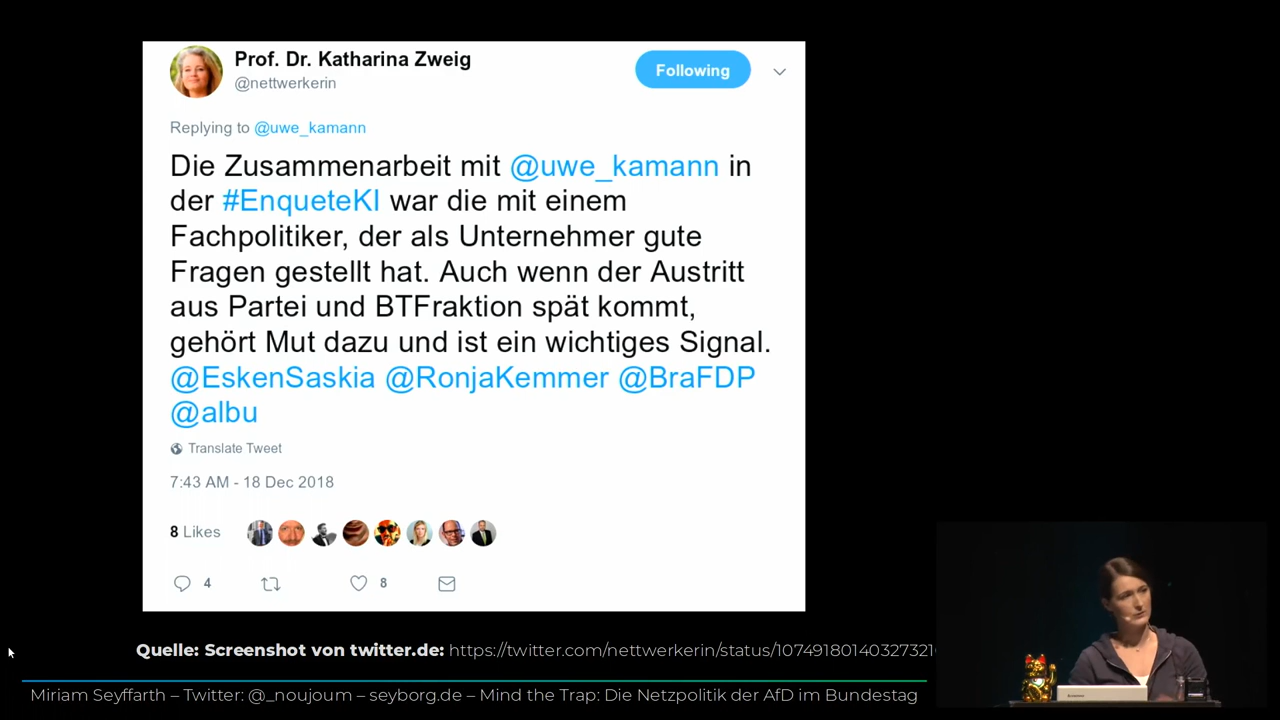 Prof. Dr. Katharina Zweig
@nettwerkerin
Following
Replying to @uwe_kamann
Die Zusammenarbeit mit @uwe_kamann in
der #EnqueteKI war die mit einem
Fachpolitiker, der als Unternehmer gute
Fragen gestellt hat. Auch wenn der Austritt
aus Partei und BTFraktion spät kommt,
gehört Mut dazu und ist ein wichtiges Signal.
@EskenSaskia @RonjaKemmer @BraFDP
@albu
Translate Tweet
7:43 AM - 18 Dec 2018
8 Likes
4
8
Quelle: Screenshot von twitter.de: https://twitter.com/nettwerkerin/status/107491801403273216
Miriam Seyffarth – Twitter: @_noujoum – seyborg.de – Mind the Trap: Die Netzpolitik der AfD im Bundestag